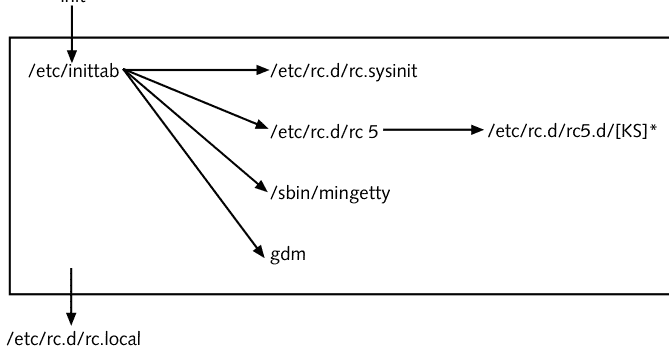 init
/etc/inittab
/etc/rc.d/rc.sysinit
/etc/rc.d/rc 5
/etc/rc.d/rc5.d/[KS]*
/sbin/mingetty
gdm
/etc/rc.d/rc.local